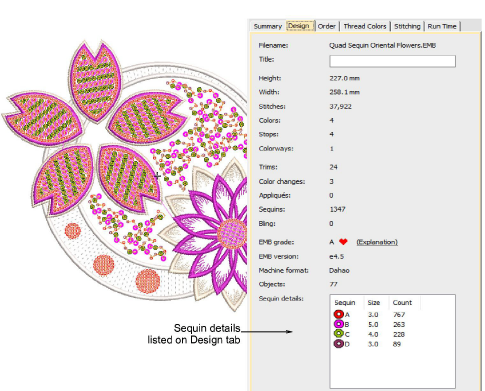 Summary Design Order Thread Colors Stitching Run Time
Filename: Quad Sequin Oriental Flowers.EMB
Title:
Height: 227.0 mm
Width: 258.1 mm
Stitches: 37,922
Colors: 4
Stops: 4
Colorways: 1
Trims: 24
Color changes: 3
Appliqués: 0
Sequins: 1347
Bling: 0
EMB grade: A (Explanation)
EMB version: e4.5
Machine format: Dahao
Objects: 77
Sequin details:
Sequin Size Count
A 3.0 767
B 5.0 263
C 4.0 228
D 3.0 89
Sequin details
listed on Design tab